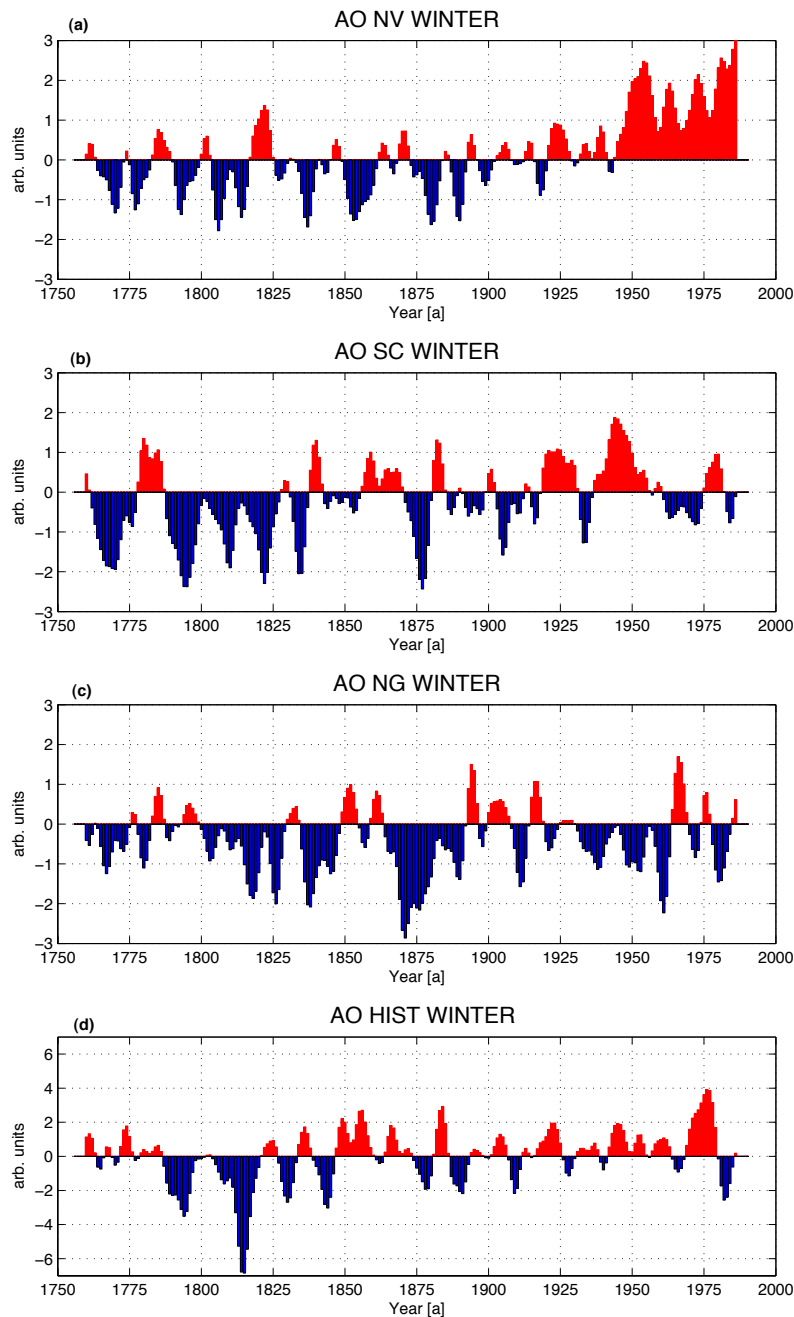 (a) AO NV WINTER
3
2
1
0
−1
−2
−3
arb. units
1750 1775 1800 1825 1850 1875 1900 1925 1950 1975 2000
Year [a]
(b) AO SC WINTER
3
2
1
0
−1
−2
−3
arb. units
1750 1775 1800 1825 1850 1875 1900 1925 1950 1975 2000
Year [a]
(c) AO NG WINTER
3
2
1
0
−1
−2
−3
arb. units
1750 1775 1800 1825 1850 1875 1900 1925 1950 1975 2000
Year [a]
(d) AO HIST WINTER
6
4
2
0
−2
−4
−6
arb. units
1750 1775 1800 1825 1850 1875 1900 1925 1950 1975 2000
Year [a]